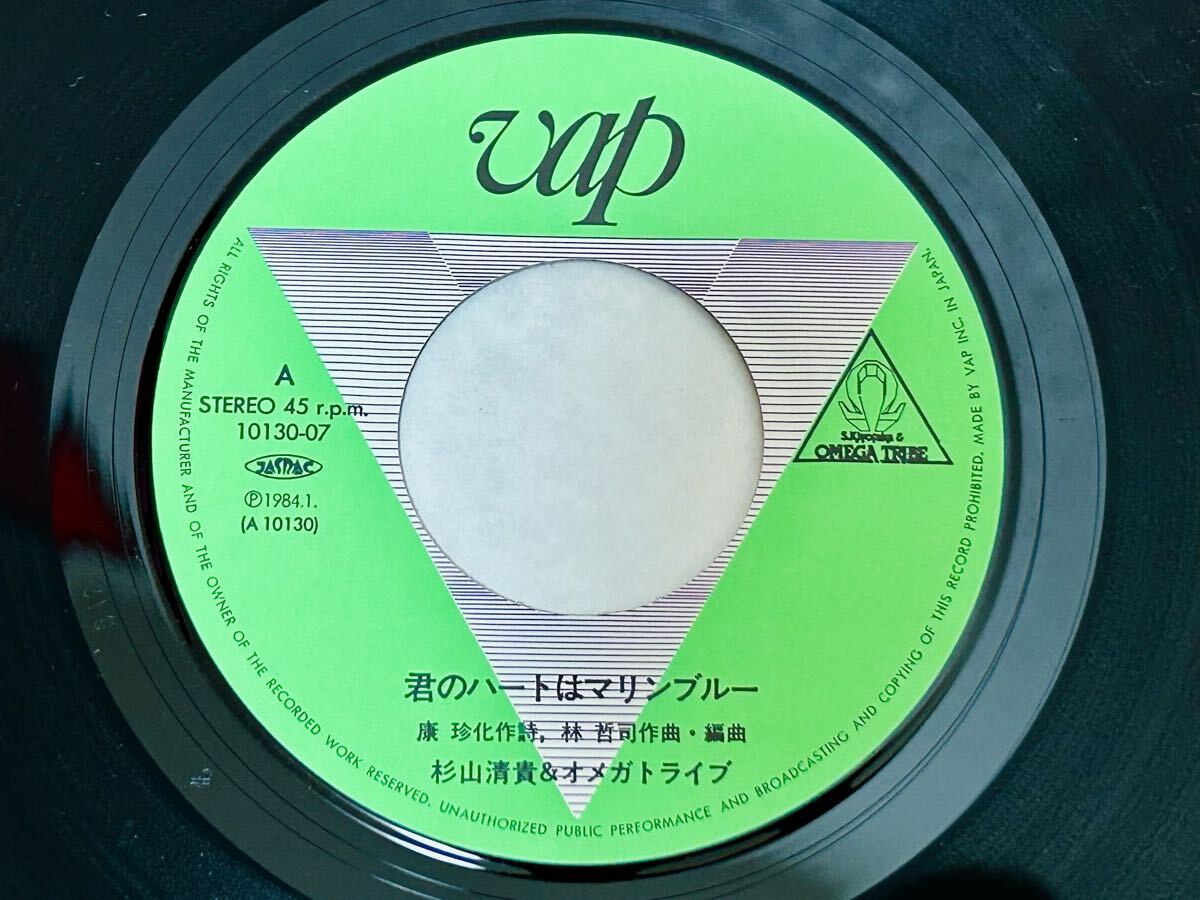 vap
A
STEREO 45 r.p.m.
10130-07
JASRAC
Ⓟ1984.1.
(A 10130)
S.Kiyotaka &
OMEGA TRIBE
君のハートはマリンブルー
康 珍化作詩, 林 哲司作曲・編曲
杉山清貴&オメガトライブ
ALL RIGHTS OF THE MANUFACTURER AND OF THE OWNER OF THE RECORDED WORK RESERVED. UNAUTHORIZED PUBLIC PERFORMANCE AND BROADCASTING AND COPYING OF THIS RECORD PROHIBITED. MADE BY VAP INC. IN JAPAN.